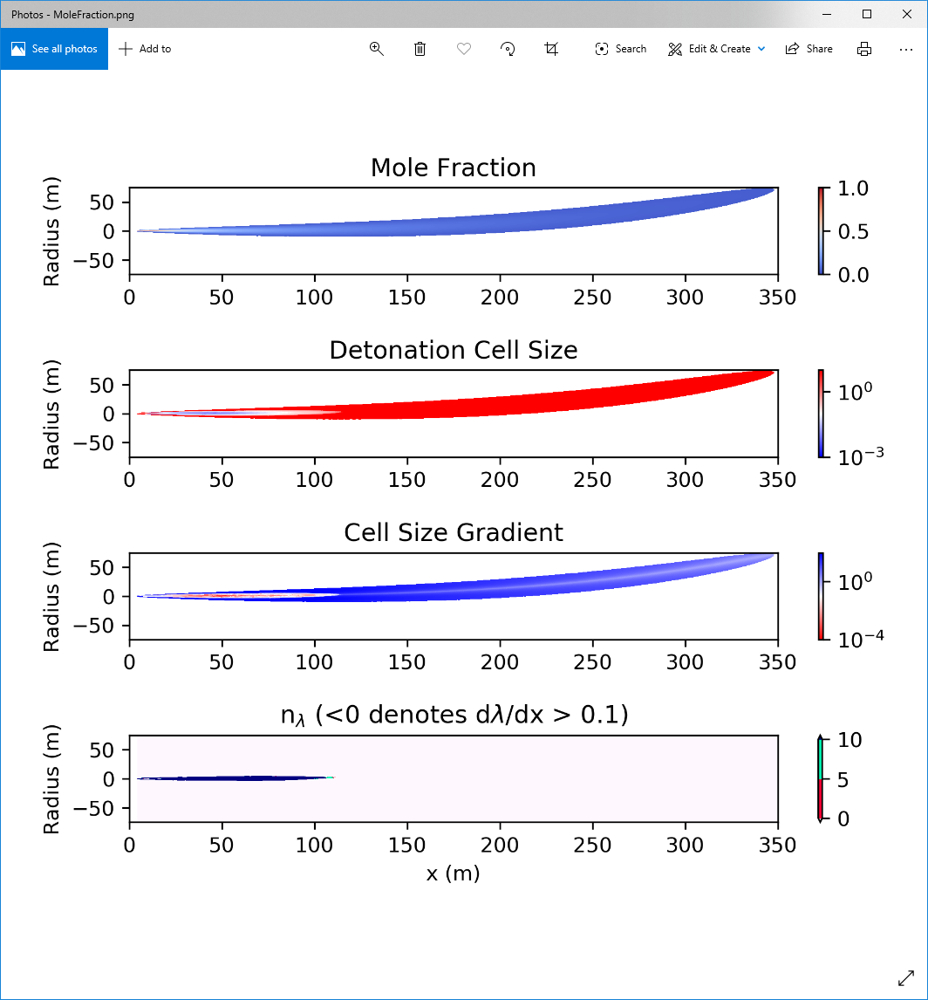 Photos - MoleFraction.png
See all photos
Add to
Search
Edit & Create
Share
Mole Fraction
Radius (m)
50
0
−50
0 50 100 150 200 250 300 350
1.0
0.5
0.0
Detonation Cell Size
Radius (m)
50
0
−50
0 50 100 150 200 250 300 350
10⁰
10⁻³
Cell Size Gradient
Radius (m)
50
0
−50
0 50 100 150 200 250 300 350
10⁰
10⁻⁴
n_λ (<0 denotes dλ/dx > 0.1)
Radius (m)
50
0
−50
0 50 100 150 200 250 300 350
x (m)
10
5
0